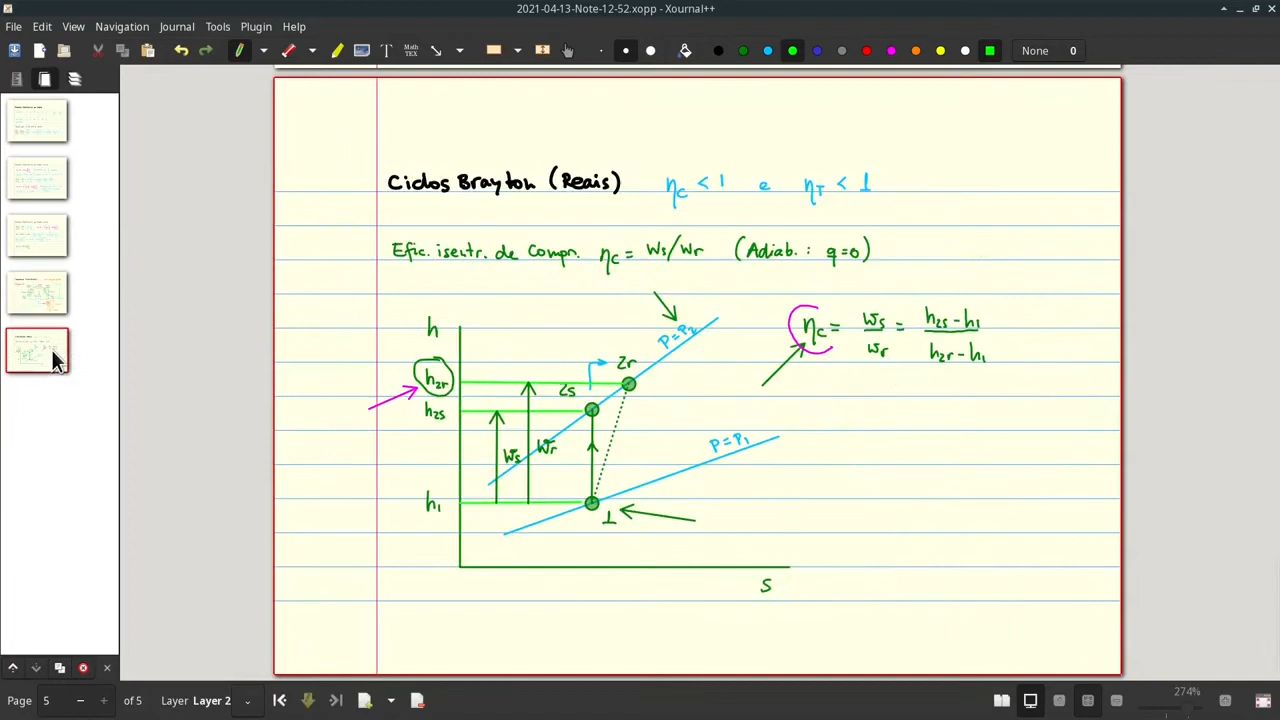 2021-04-13-Note-12-52.xopp - Xournal++
File Edit View Journal Tools Plugin Help
None 0
Ciclos Brayton (Reais) ηc < 1 e ηT < 1
Efic. isentr. de Compr. ηc = Ws/Wr (Adiab.: q=0)
ηc = Ws/Wr = (h2s - h1)/(h2r - h1)
h
P=P2
2r
h2r
2s
h2s
P=P1
Ws Wr
h1
1
s
Page 5 of 5 Layer Layer 2
274%